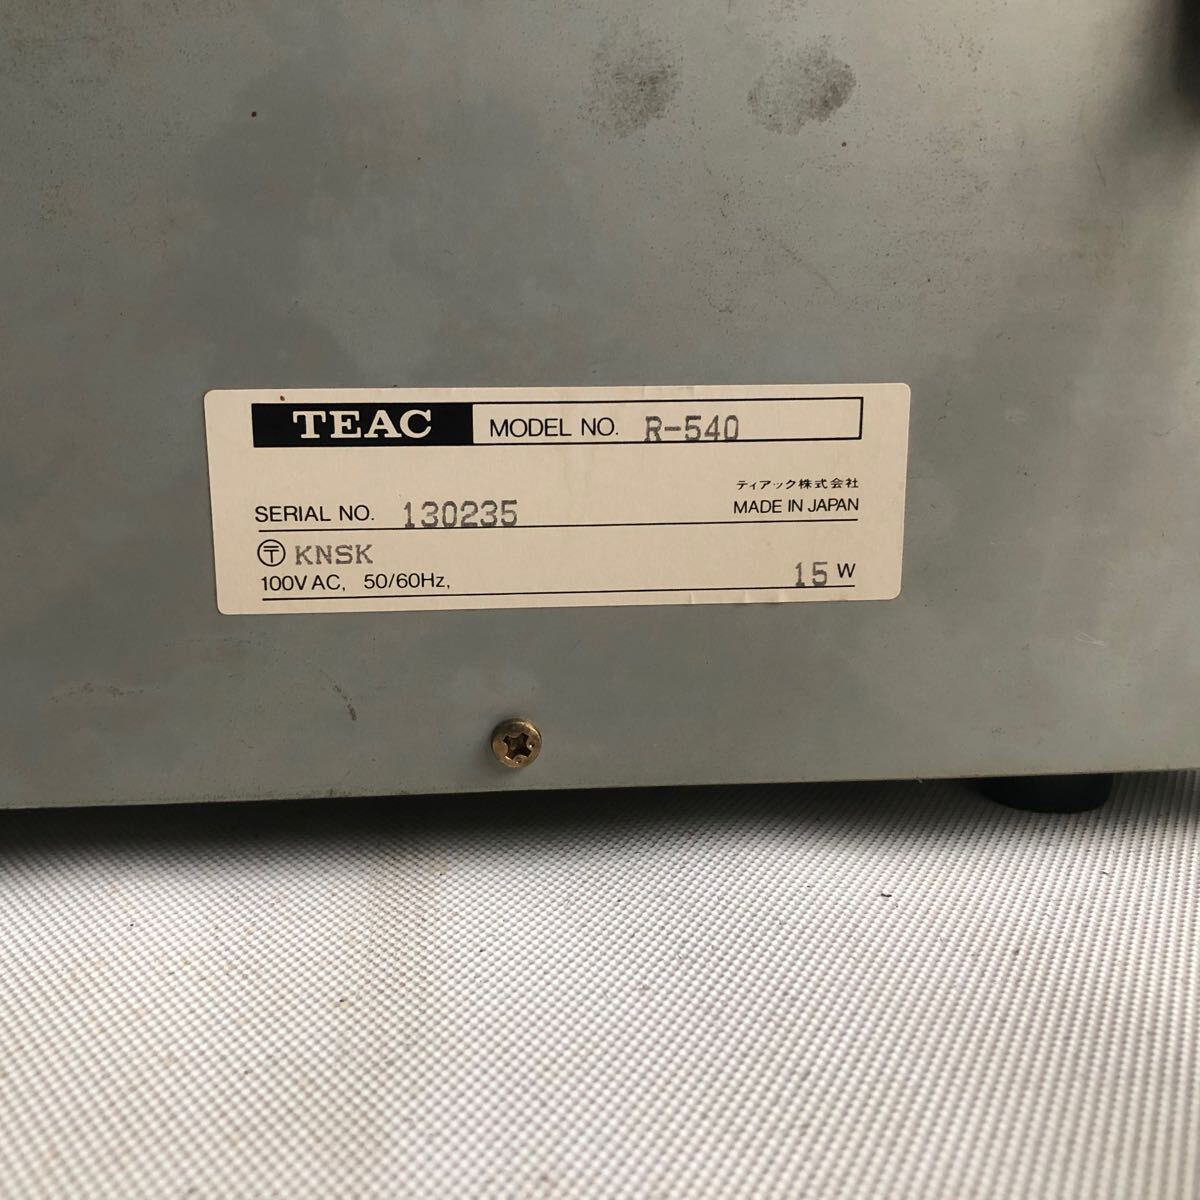 TEAC MODEL NO. R-540
ティアック株式会社
SERIAL NO. 130235 MADE IN JAPAN
〶 KNSK
100V AC, 50/60Hz, 15 W